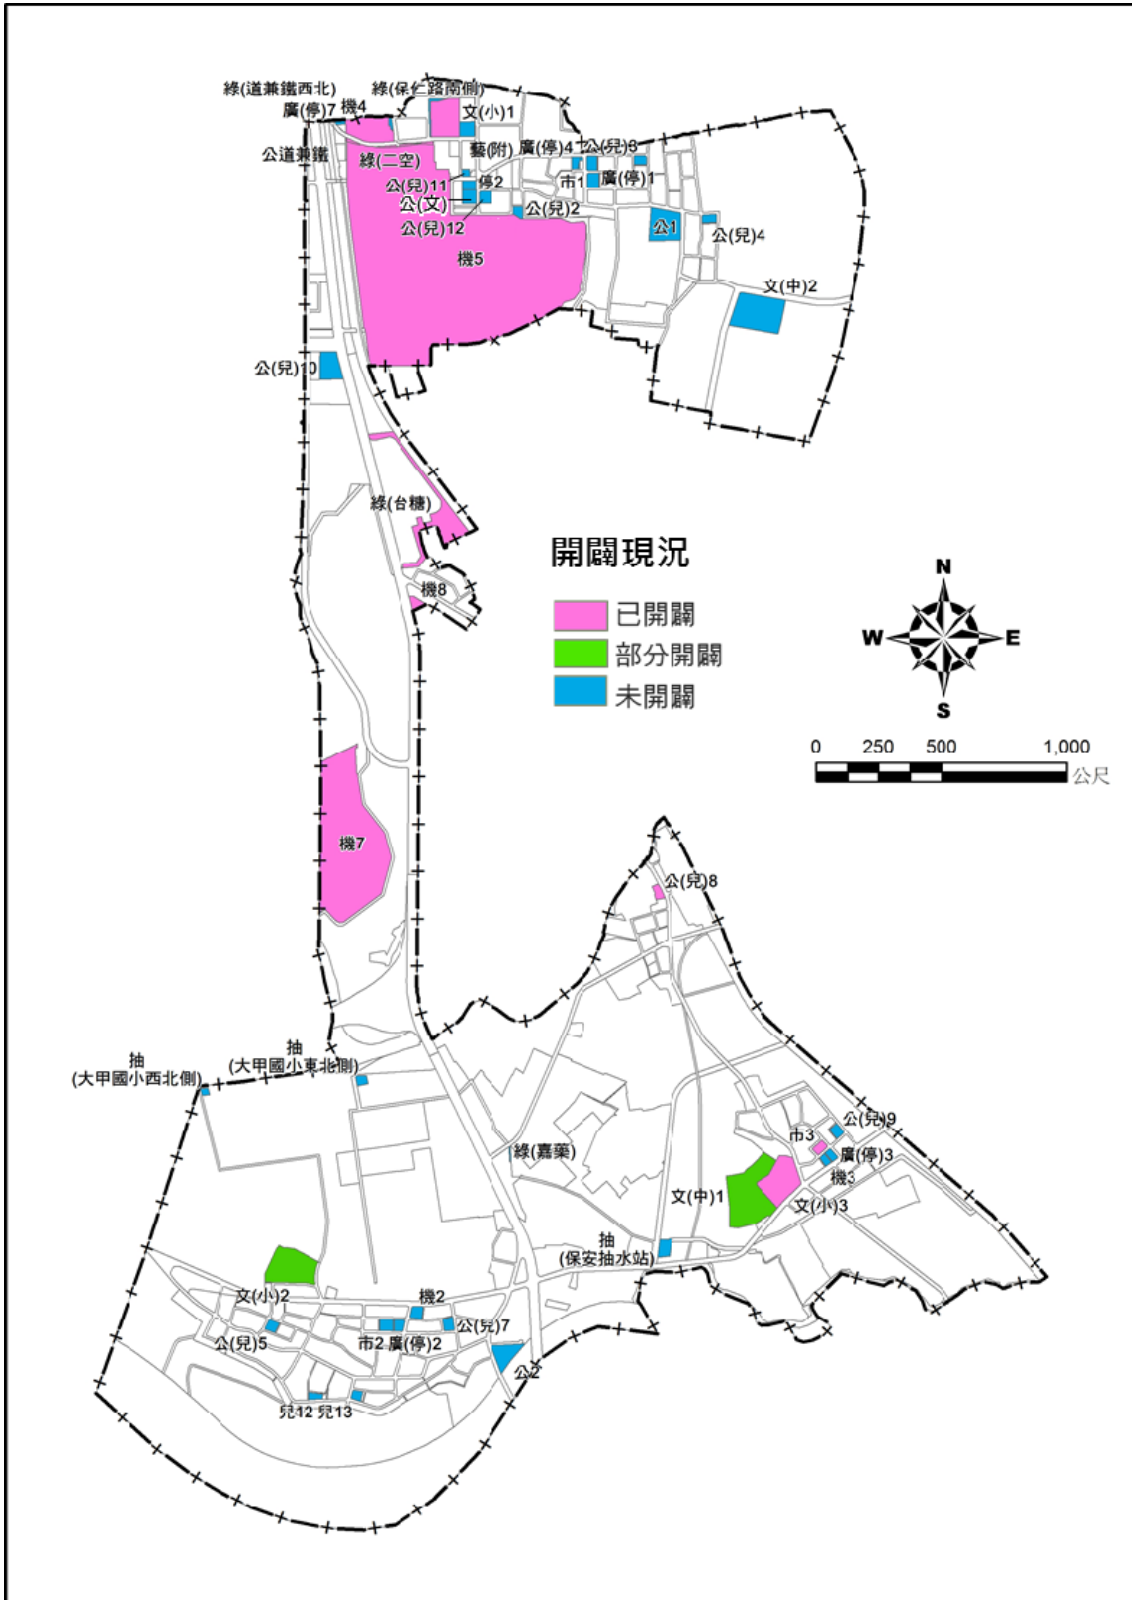 綠(道兼鐵西北)
綠(保仁路南側)
廣(停)7
機4
文(小)1
公道兼鐵
綠(二空)
藝(附)
廣(停)4
公(兒)3
公(兒)11
停2
市1
廣(停)1
公(文)
公(兒)2
公(兒)12
公1
公(兒)4
機5
文(中)2
公(兒)10
綠(台糖)
機8
開闢現況
已開闢
部分開闢
未開闢
N
W
E
S
0
250
500
1,000
公尺
機7
公(兒)8
抽
(大甲國小西北側)
抽
(大甲國小東北側)
公(兒)9
市3
綠(嘉藥)
廣(停)3
機3
文(中)1
文(小)3
抽
(保安抽水站)
文(小)2
機2
公(兒)5
市2
廣(停)2
公(兒)7
公2
兒12
兒13